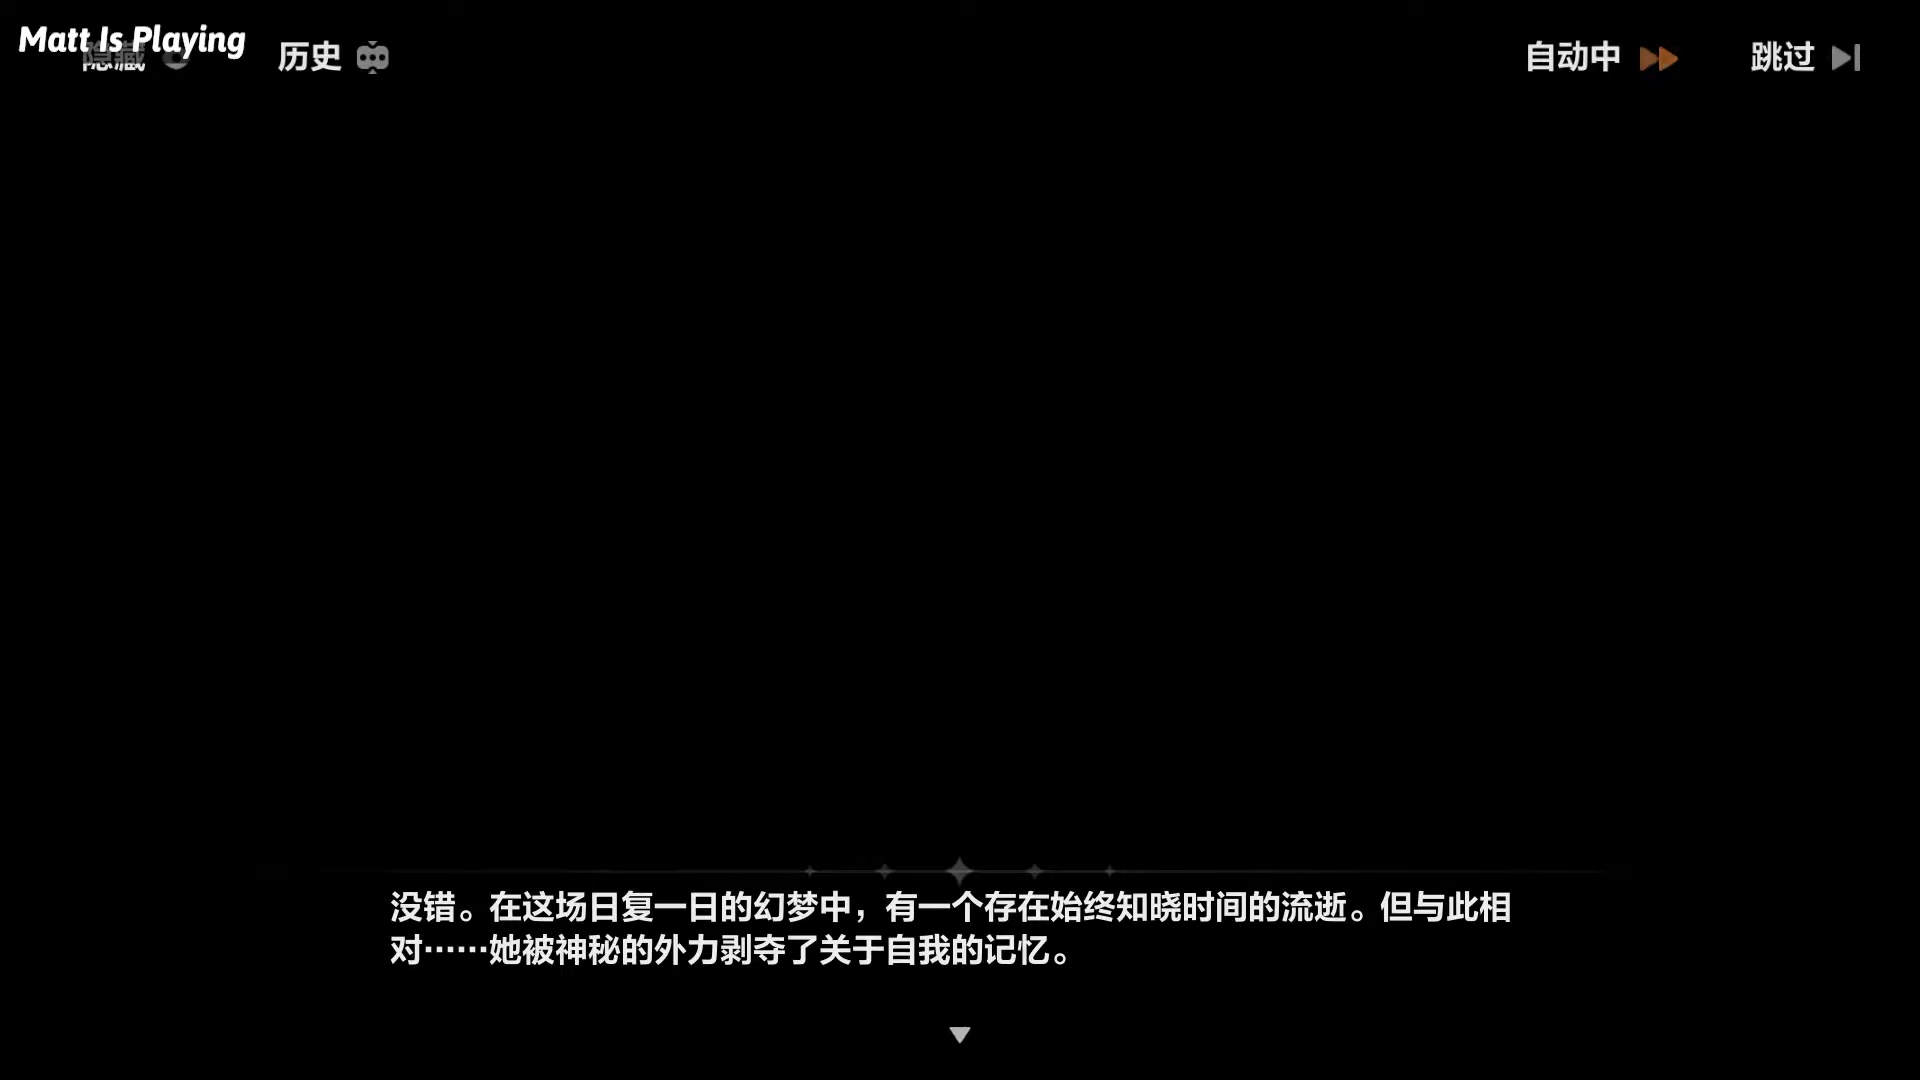 Matt Is Playing
隐藏
历史
自动中
跳过
没错。在这场日复一日的幻梦中，有一个存在始终知晓时间的流逝。但与此相
对……她被神秘的外力剥夺了关于自我的记忆。